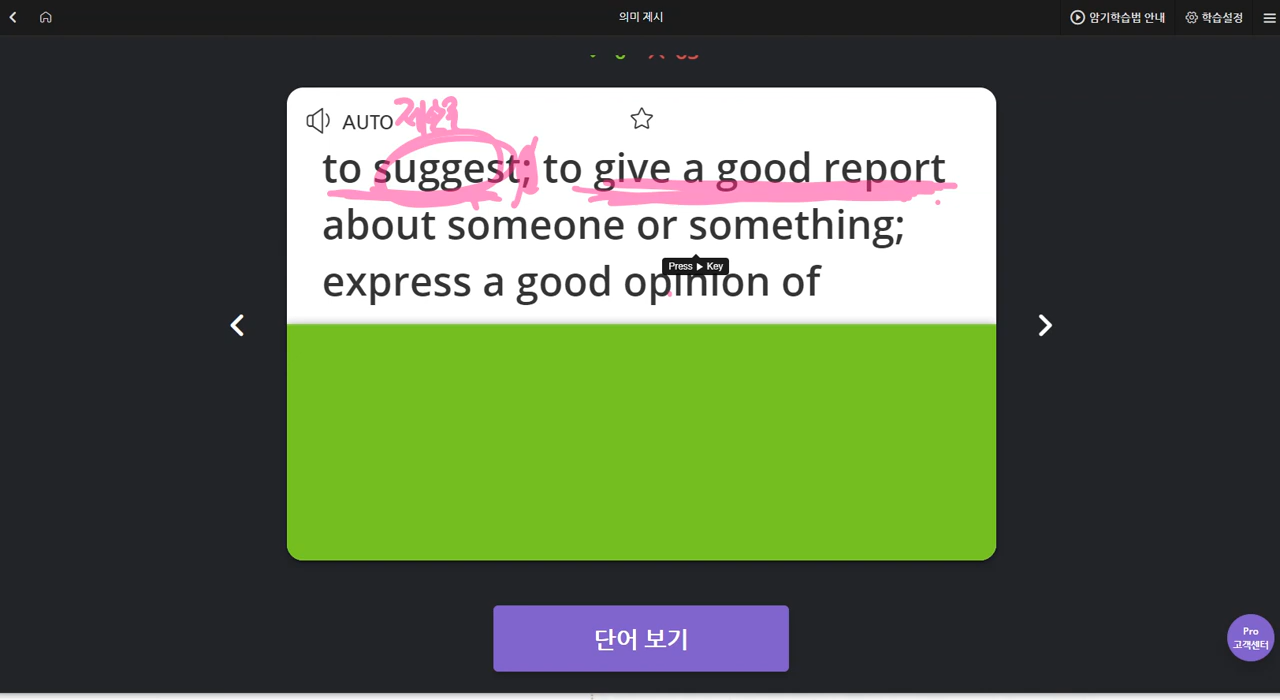 의미 제시
암기학습법 안내
학습설정
AUTO
to suggest; to give a good report
about someone or something;
Press ▶ Key
express a good opinion of
단어 보기
Pro
고객센터